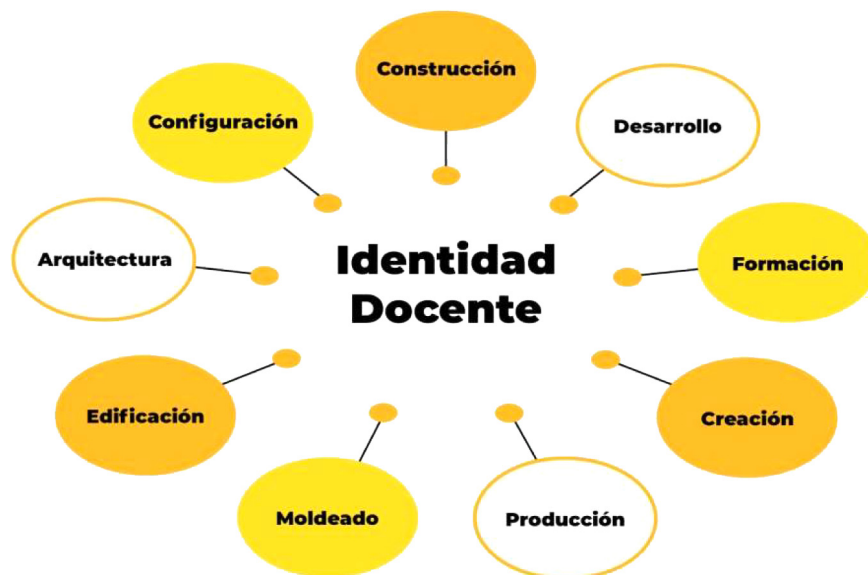 Construcción
Configuración
Desarrollo
Arquitectura
Identidad
Docente
Formación
Edificación
Creación
Moldeado
Producción